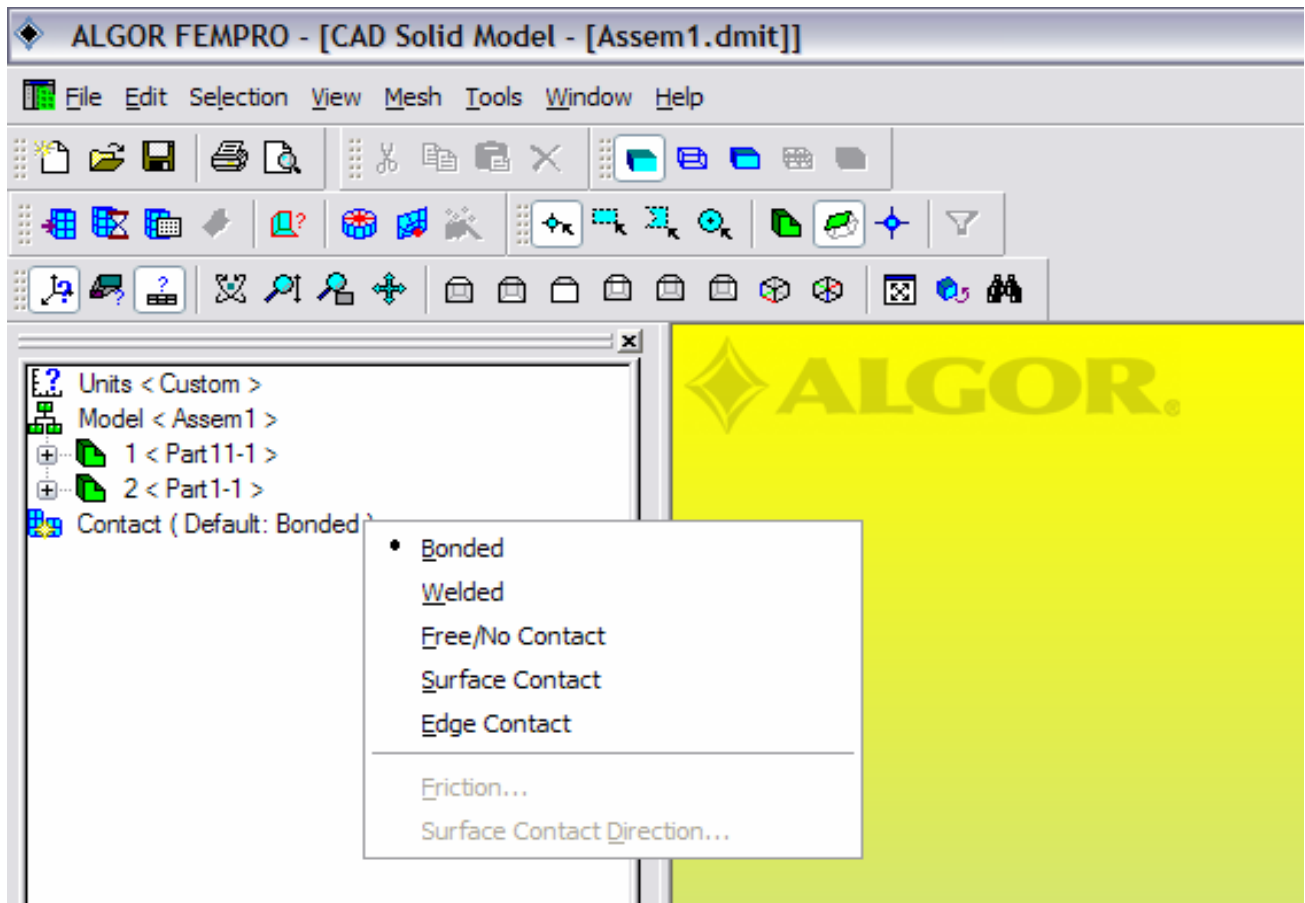 ALGOR FEMPRO - [CAD Solid Model - [Assem1.dmit]]
File Edit Selection View Mesh Tools Window Help
Units < Custom >
ALGOR®
Model < Assem1 >
1 < Part11-1 >
2 < Part1-1 >
Contact ( Default: Bonded )
Bonded
Welded
Free/No Contact
Surface Contact
Edge Contact
Friction...
Surface Contact Direction...